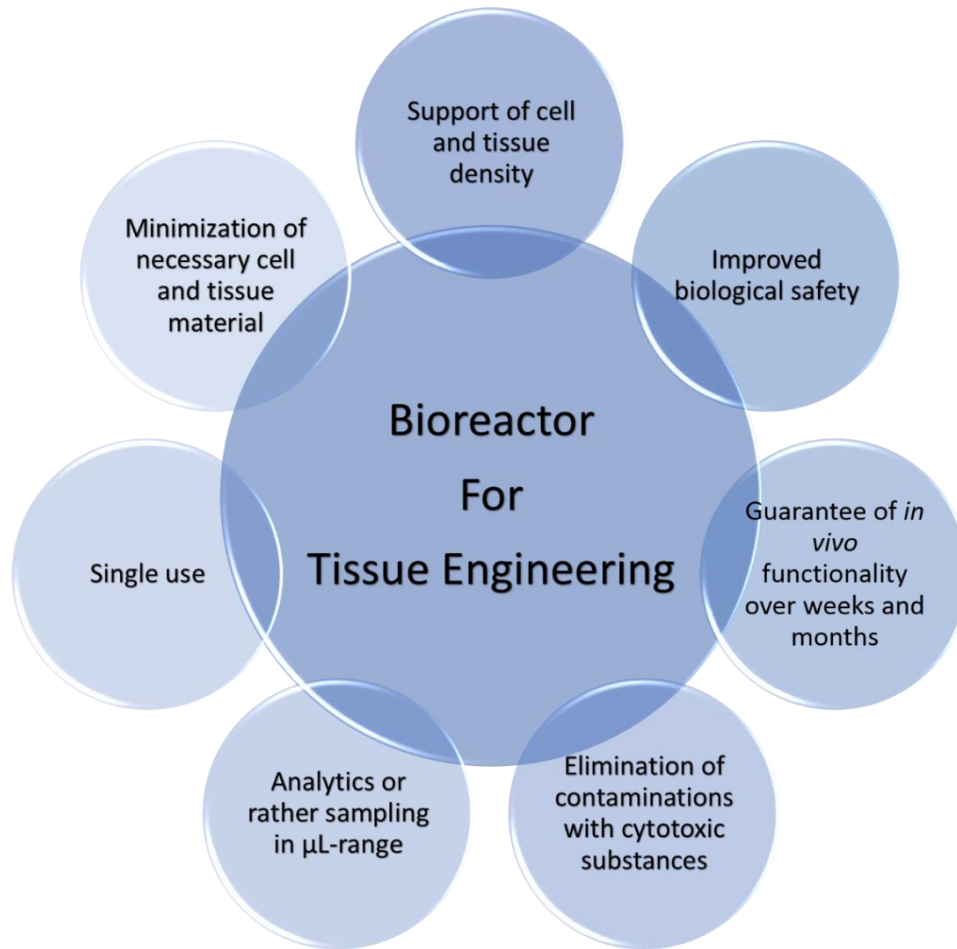 Support of cell
and tissue
density
Improved
biological safety
Guarantee of in
vivo
functionality
over weeks and
months
Elimination of
contaminations
with cytotoxic
substances
Analytics or
rather sampling
in µL-range
Single use
Minimization of
necessary cell
and tissue
material
Bioreactor
For
Tissue Engineering